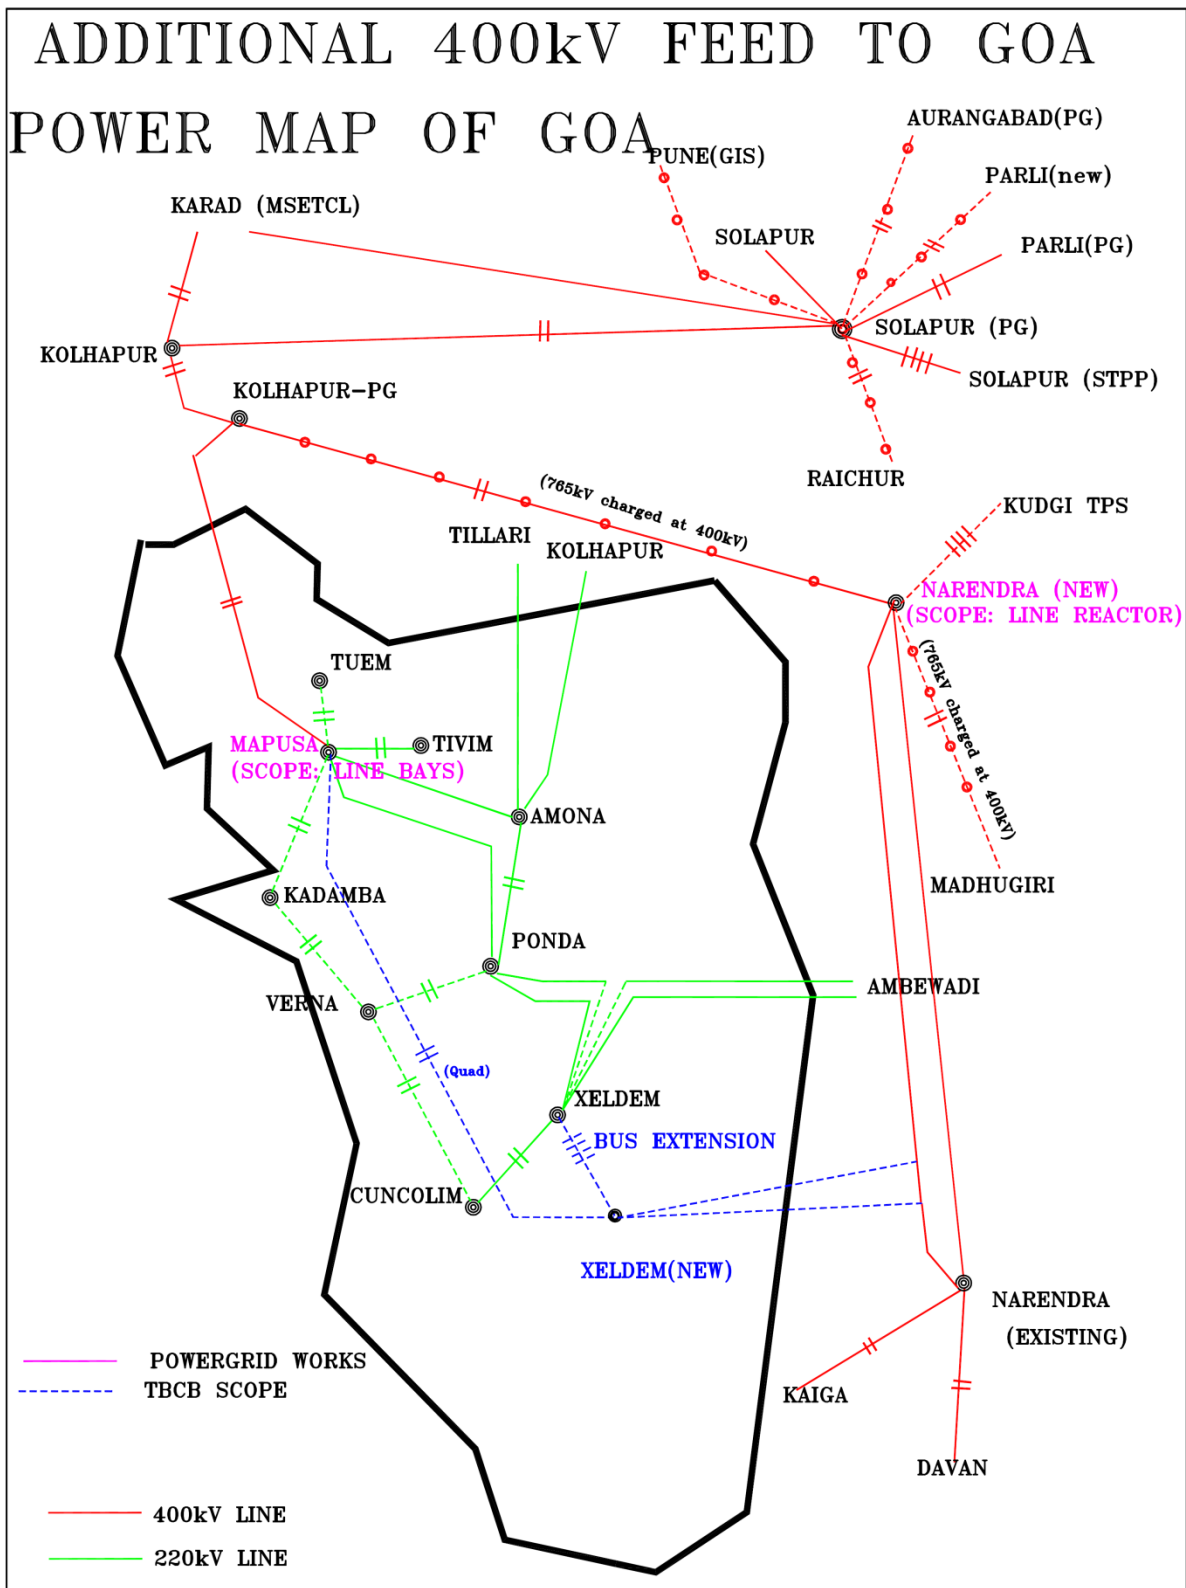 ADDITIONAL 400kV FEED TO GOA
POWER MAP OF GOA
AURANGABAD(PG)
PUNE(GIS)
PARLI(new)
KARAD (MSETCL)
SOLAPUR
PARLI(PG)
SOLAPUR (PG)
KOLHAPUR
SOLAPUR (STPP)
KOLHAPUR-PG
RAICHUR
(765kV charged at 400kV)
KUDGI TPS
TILLARI
KOLHAPUR
NARENDRA (NEW)
(SCOPE: LINE REACTOR)
TUEM
(765kV charged at 400kV)
MAPUSA
TIVIM
(SCOPE: LINE BAYS)
AMONA
MADHUGIRI
KADAMBA
PONDA
AMBEWADI
VERNA
(Quad)
XELDEM
BUS EXTENSION
CUNCOLIM
XELDEM(NEW)
NARENDRA
(EXISTING)
POWERGRID WORKS
TBCB SCOPE
KAIGA
DAVAN
400kV LINE
220kV LINE